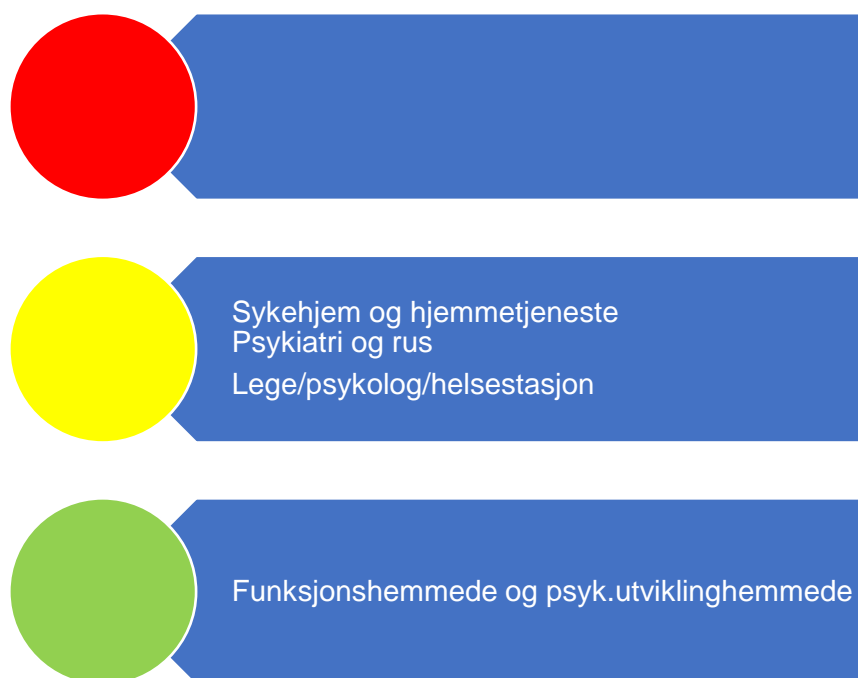 Sykehjem og hjemmetjeneste
Psykiatri og rus
Lege/psykolog/helsestasjon
Funksjonshemmede og psyk.utviklinghemmede